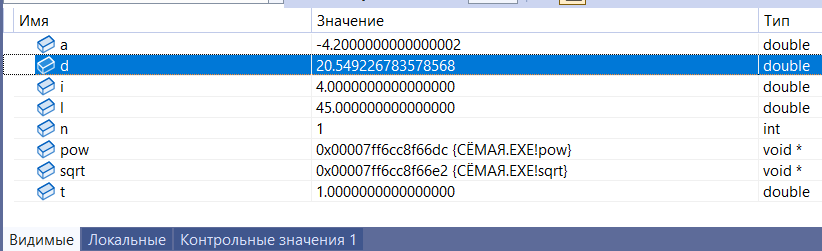 Имя Значение Тип
a -4.2000000000000002 double
d 20.549226783578568 double
i 4.0000000000000000 double
l 45.000000000000000 double
n 1 int
pow 0x00007ff6cc8f66dc {СЁМАЯ.EXE!pow} void *
sqrt 0x00007ff6cc8f66e2 {СЁМАЯ.EXE!sqrt} void *
t 1.0000000000000000 double
Видимые Локальные Контрольные значения 1